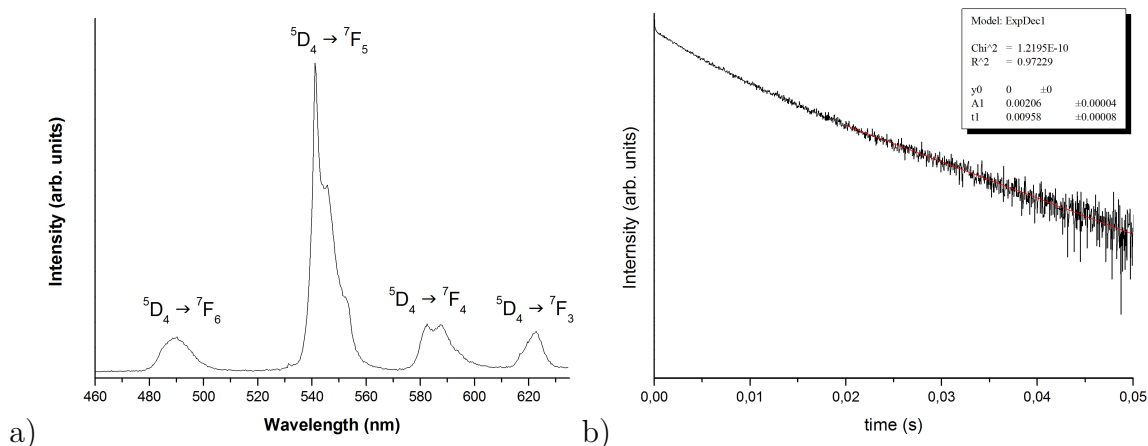 ⁵D₄ → ⁷F₅
⁵D₄ → ⁷F₆
⁵D₄ → ⁷F₄
⁵D₄ → ⁷F₃
Intensity (arb. units)
460 480 500 520 540 560 580 600 620
Wavelength (nm)
a)
Model: ExpDec1
Chi^2 = 1.2195E-10
R^2 = 0.97229
y0 0 ±0
A1 0.00206 ±0.00004
t1 0.00958 ±0.00008
Internsity (arb. units)
0,00 0,01 0,02 0,03 0,04 0,05
time (s)
b)